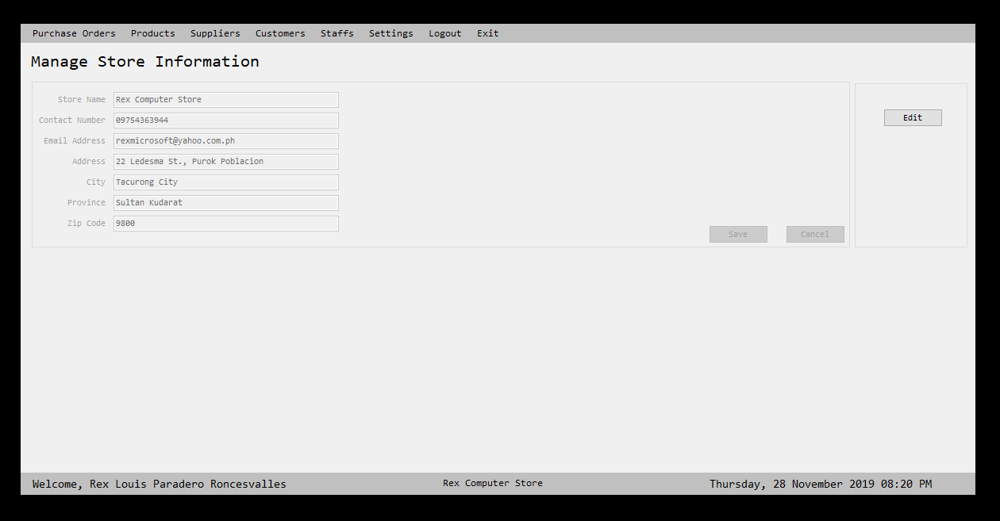 Purchase Orders Products Suppliers Customers Staffs Settings Logout Exit
Manage Store Information
Store Name Rex Computer Store
Contact Number 09754363944
Edit
Email Address rexmicrosoft@yahoo.com.ph
Address 22 Ledesma St., Purok Poblacion
City Tacurong City
Province Sultan Kudarat
Zip Code 9800
Save Cancel
Welcome, Rex Louis Paradero Roncesvalles Rex Computer Store Thursday, 28 November 2019 08:20 PM